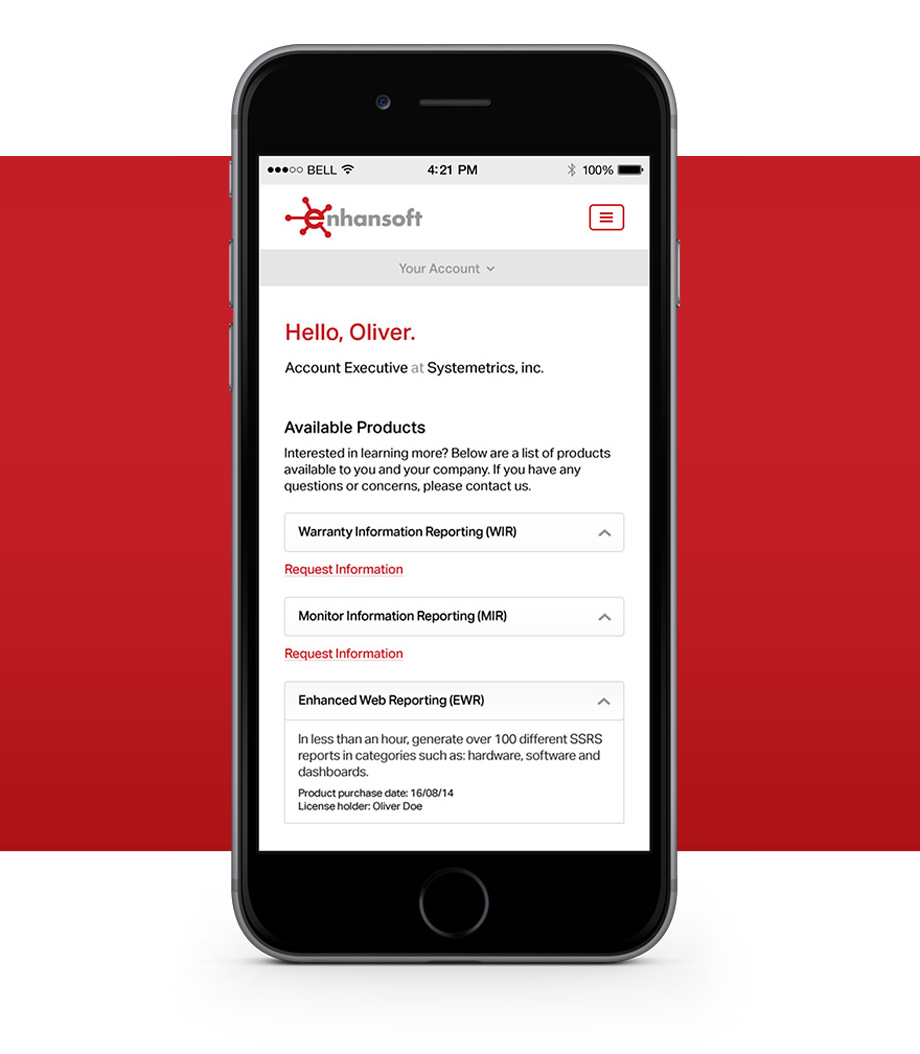 BELL 4:21 PM 100%
enhansoft
Your Account
Hello, Oliver.
Account Executive at Systemetrics, inc.
Available Products
Interested in learning more? Below are a list of products
available to you and your company. If you have any
questions or concerns, please contact us.
Warranty Information Reporting (WIR)
Request Information
Monitor Information Reporting (MIR)
Request Information
Enhanced Web Reporting (EWR)
In less than an hour, generate over 100 different SSRS
reports in categories such as: hardware, software and
dashboards.
Product purchase date: 16/08/14
License holder: Oliver Doe